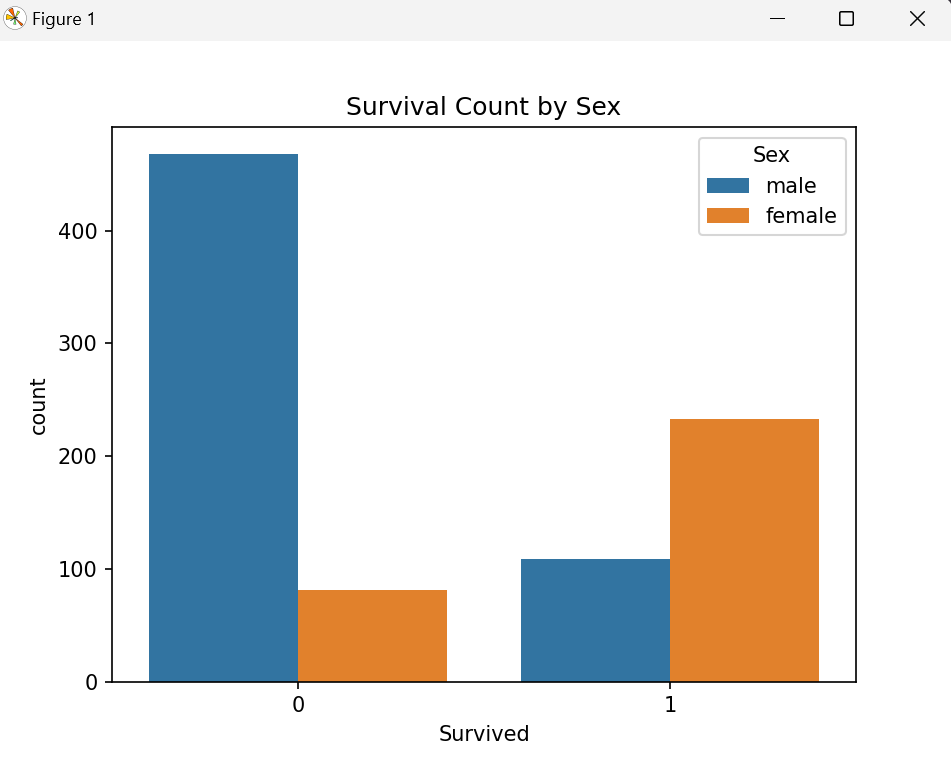 Figure 1
Survival Count by Sex
Sex
male
female
400
300
200
100
0
count
0 1
Survived